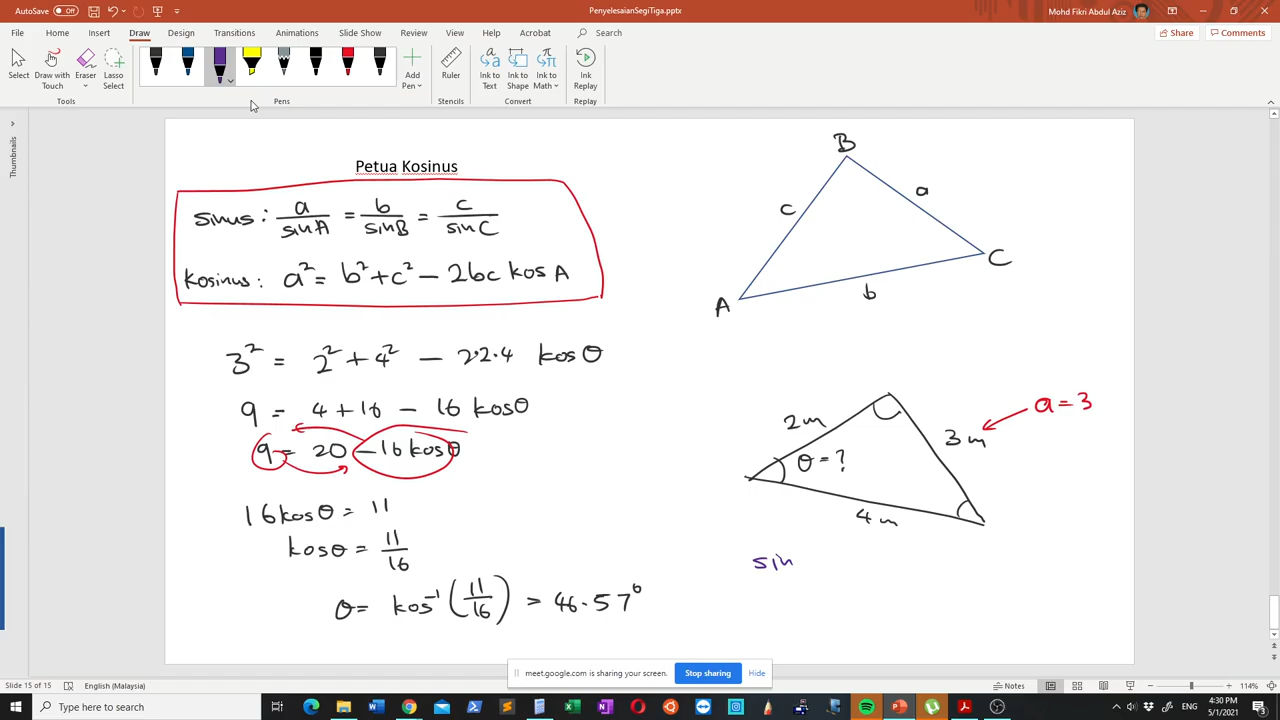 AutoSave Off
PenyelesaianSegiTiga.pptx
Mohd Fikri Abdul Aziz
File Home Insert Draw Design Transitions Animations Slide Show Review View Help Acrobat Search
Share Comments
Select
Draw with Touch
Eraser
Lasso Select
Add Pen
Ruler
Ink to Text
Ink to Shape
Ink to Math
Ink Replay
Tools Pens Stencils Convert Replay
Thumbnails
Petua Kosinus
sinus: a/sinA = b/sinB = c/sinC
kosinus: a² = b² + c² − 2bc kos A
B
c
a
C
A
b
3² = 2² + 4² − 2·2·4 kos θ
9 = 4 + 16 − 16 kosθ
9 = 20 − 16 kosθ
16 kosθ = 11
kosθ = 11/16
θ = kos⁻¹ (11/16) = 46.57°
a = 3
2m
3m
θ = ?
4m
sin
meet.google.com is sharing your screen. Stop sharing Hide
Slide 15 of 15 English (Malaysia) Notes 114%
Type here to search
4:30 PM
5/1/2021